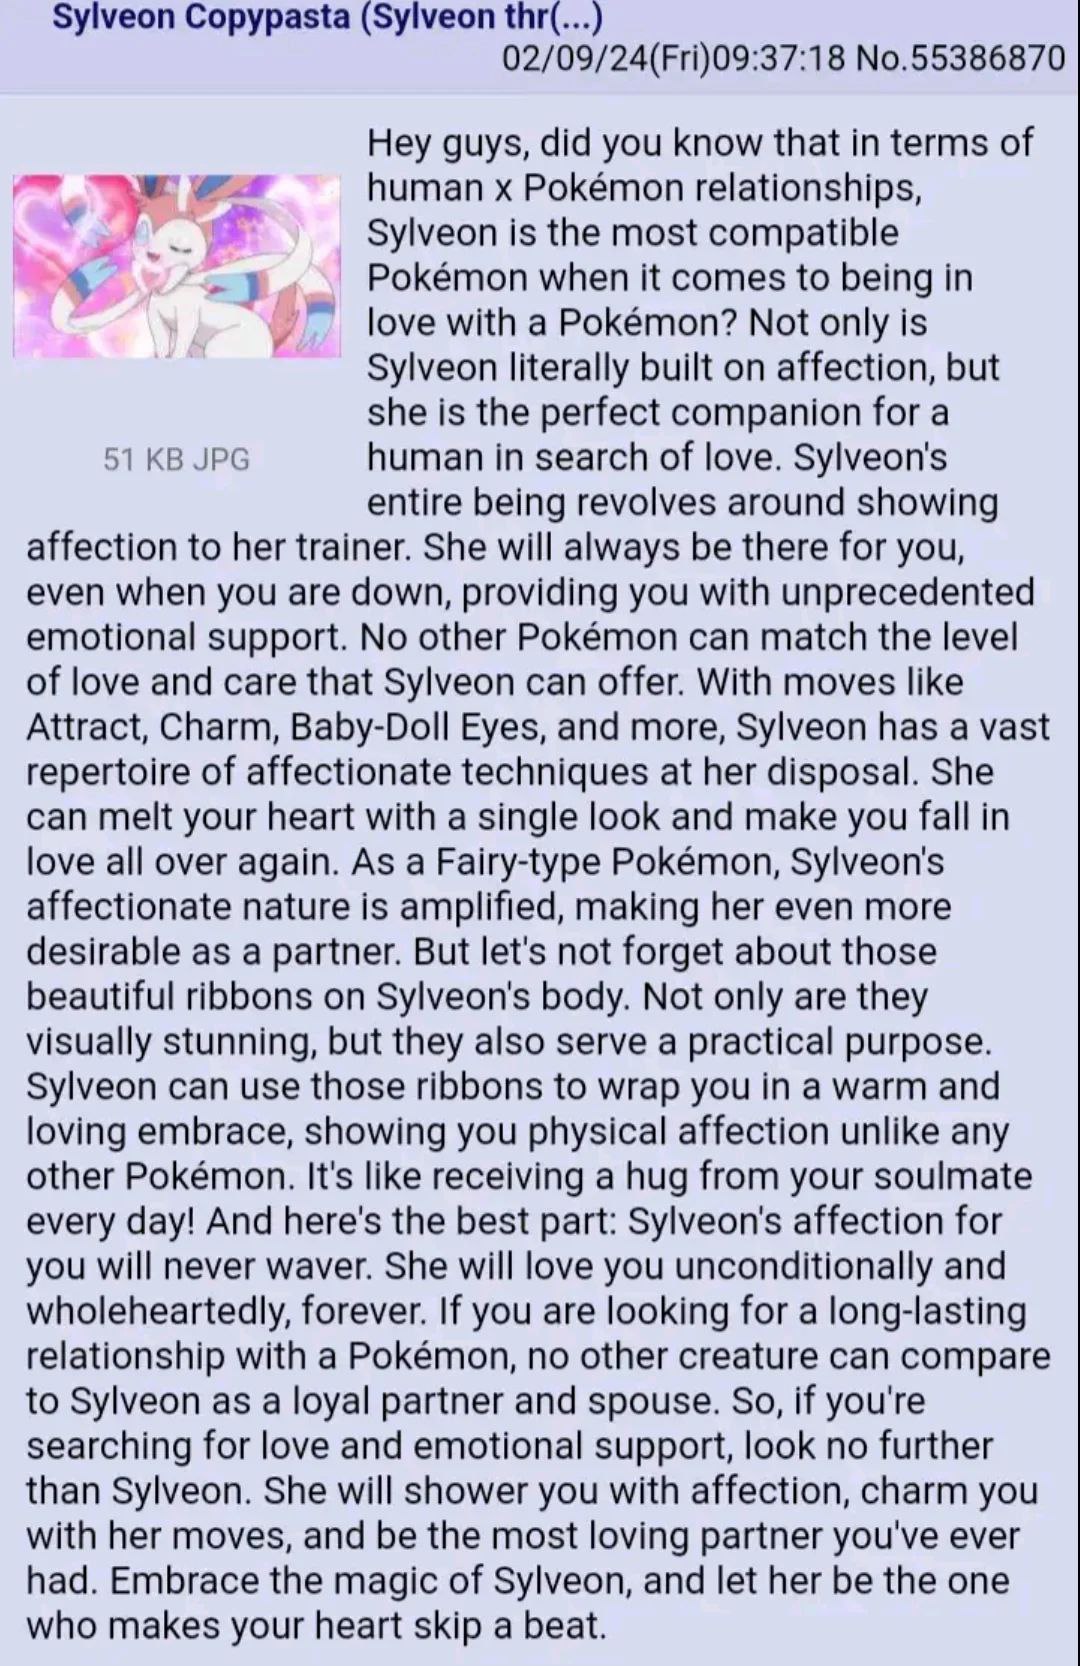 Sylveon Copypasta (Sylveon thr(...)
02/09/24(Fri)09:37:18 No.55386870
Hey guys, did you know that in terms of
human x Pokémon relationships,
Sylveon is the most compatible
Pokémon when it comes to being in
love with a Pokémon? Not only is
Sylveon literally built on affection, but
she is the perfect companion for a
51 KB JPG
human in search of love. Sylveon's
entire being revolves around showing
affection to her trainer. She will always be there for you,
even when you are down, providing you with unprecedented
emotional support. No other Pokémon can match the level
of love and care that Sylveon can offer. With moves like
Attract, Charm, Baby-Doll Eyes, and more, Sylveon has a vast
repertoire of affectionate techniques at her disposal. She
can melt your heart with a single look and make you fall in
love all over again. As a Fairy-type Pokémon, Sylveon's
affectionate nature is amplified, making her even more
desirable as a partner. But let's not forget about those
beautiful ribbons on Sylveon's body. Not only are they
visually stunning, but they also serve a practical purpose.
Sylveon can use those ribbons to wrap you in a warm and
loving embrace, showing you physical affection unlike any
other Pokémon. It's like receiving a hug from your soulmate
every day! And here's the best part: Sylveon's affection for
you will never waver. She will love you unconditionally and
wholeheartedly, forever. If you are looking for a long-lasting
relationship with a Pokémon, no other creature can compare
to Sylveon as a loyal partner and spouse. So, if you're
searching for love and emotional support, look no further
than Sylveon. She will shower you with affection, charm you
with her moves, and be the most loving partner you've ever
had. Embrace the magic of Sylveon, and let her be the one
who makes your heart skip a beat.